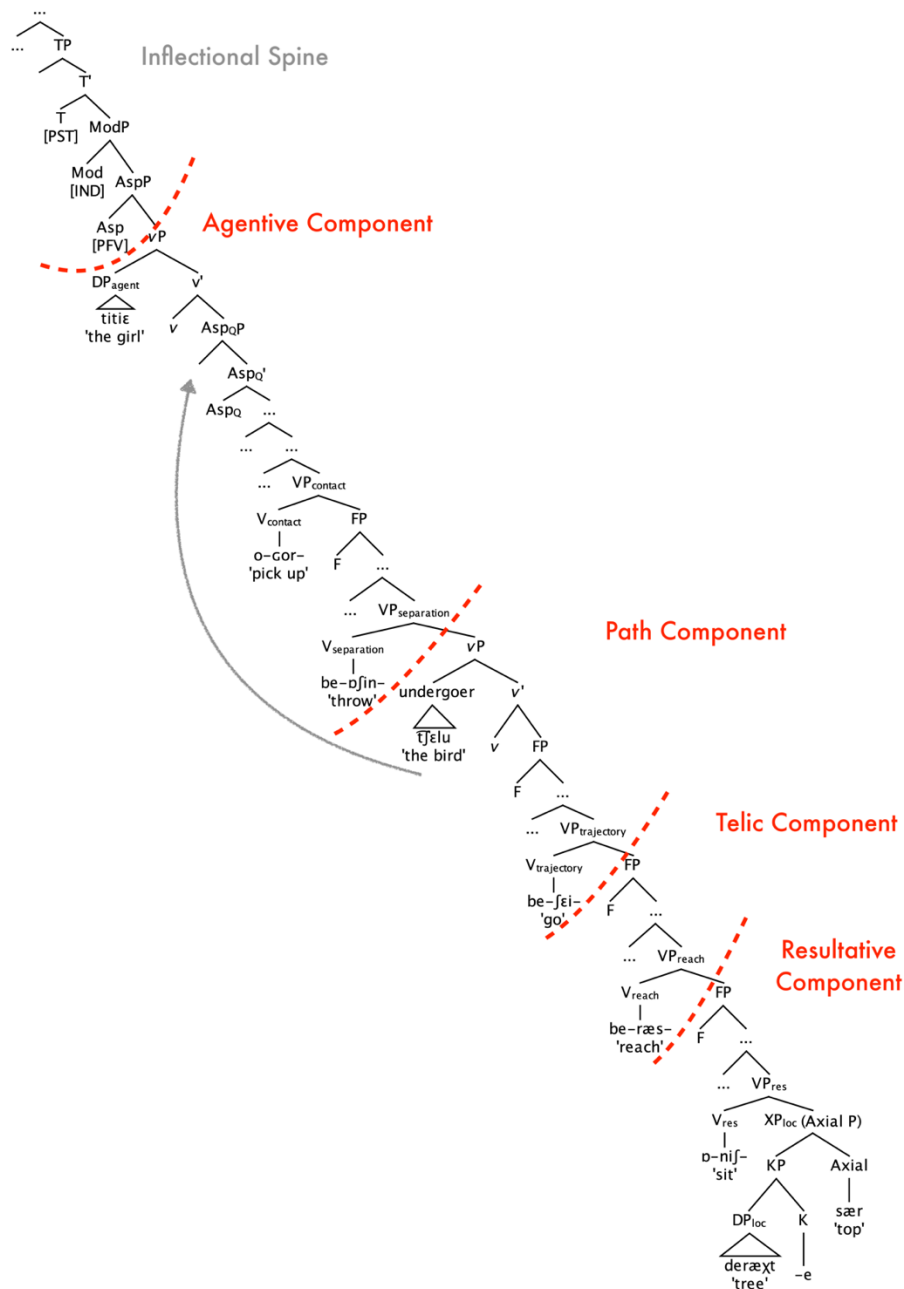 ...
... TP
Inflectional Spine
T'
T
[PST]
ModP
Mod
[IND]
AspP
Asp
[PFV]
vP
Agentive Component
DPagent
v'
titiɛ
'the girl'
v
AspQP
AspQ'
AspQ
...
... ...
... VPcontact
Vcontact
FP
o-ɢor-
'pick up'
F
...
... VPseparation
Path Component
Vseparation
vP
be-ɒʃin-
'throw'
undergoer
v'
t͡ʃɛlu
'the bird'
v
FP
F
...
... VPtrajectory
Telic Component
Vtrajectory
FP
be-ʃɛi-
'go'
F
...
... VPreach
Resultative
Component
Vreach
FP
be-ræs-
'reach'
F
...
... VPres
Vres
XPloc (Axial P)
ɒ-niʃ-
'sit'
KP
Axial
sær
'top'
DPloc
K
deræχt
'tree'
-e